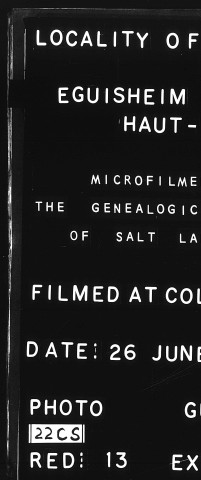 LOCALITY OF
EGUISHEIM
HAUT-
MICROFILME
THE GENEALOGIC
OF SALT LA
FILMED AT COL
DATE: 26 JUNE
PHOTO GU
22CS
RED: 13 EX